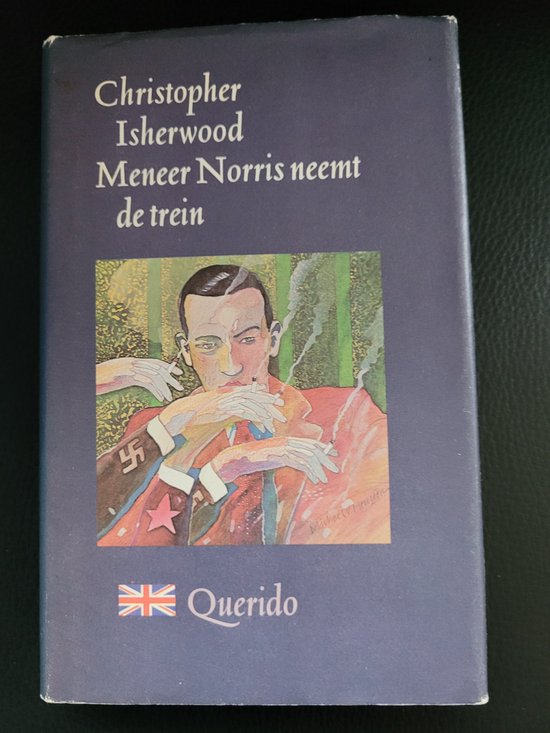 Christopher
Isherwood
Meneer Norris neemt
de trein
Querido